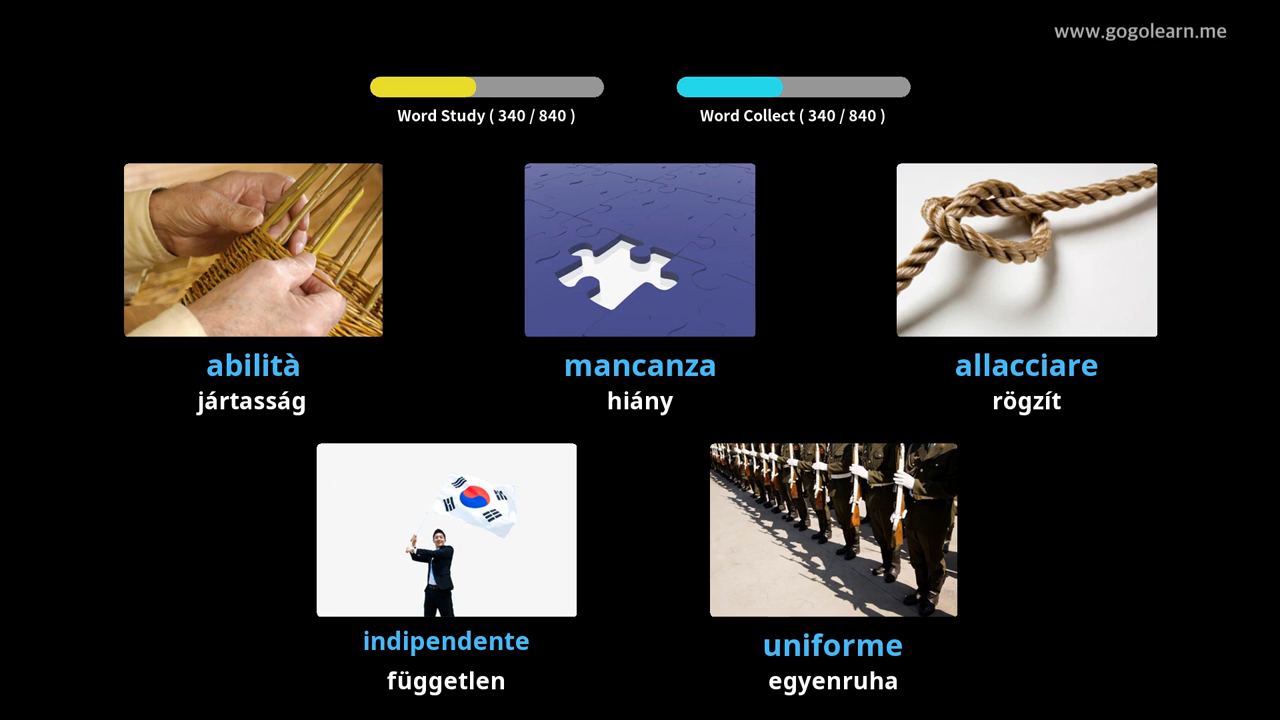 www.gogolearn.me
Word Study ( 340 / 840 )
Word Collect ( 340 / 840 )
abilità
jártasság
mancanza
hiány
allacciare
rögzít
indipendente
független
uniforme
egyenruha